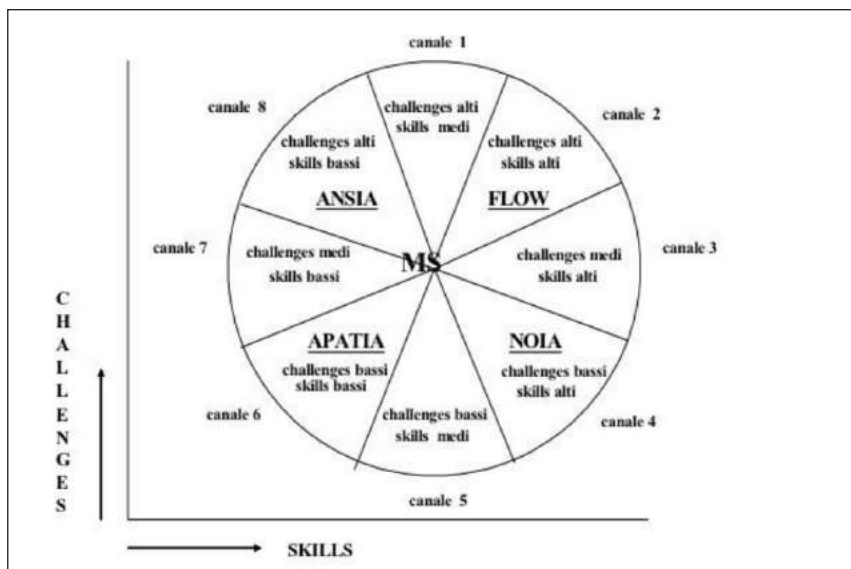 canale 1
canale 8
canale 2
challenges alti
skills medi
challenges alti
skills bassi
ANSIA
challenges alti
skills alti
FLOW
canale 7
challenges medi
skills bassi
MS
challenges medi
skills alti
canale 3
APATIA
challenges bassi
skills bassi
NOIA
challenges bassi
skills alti
challenges bassi
skills medi
canale 6
canale 4
canale 5
CHALLENGES
SKILLS